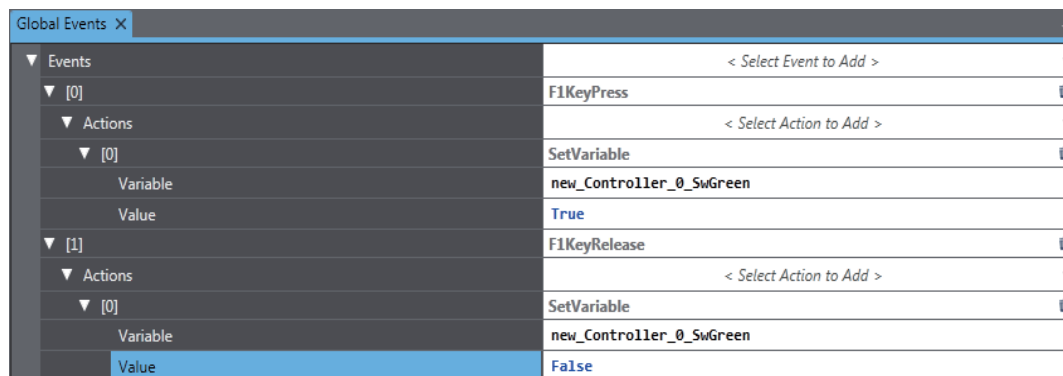 Global Events X
Events < Select Event to Add >
[0] F1KeyPress
Actions < Select Action to Add >
[0] SetVariable
Variable new_Controller_0_SwGreen
Value True
[1] F1KeyRelease
Actions < Select Action to Add >
[0] SetVariable
Variable new_Controller_0_SwGreen
Value False